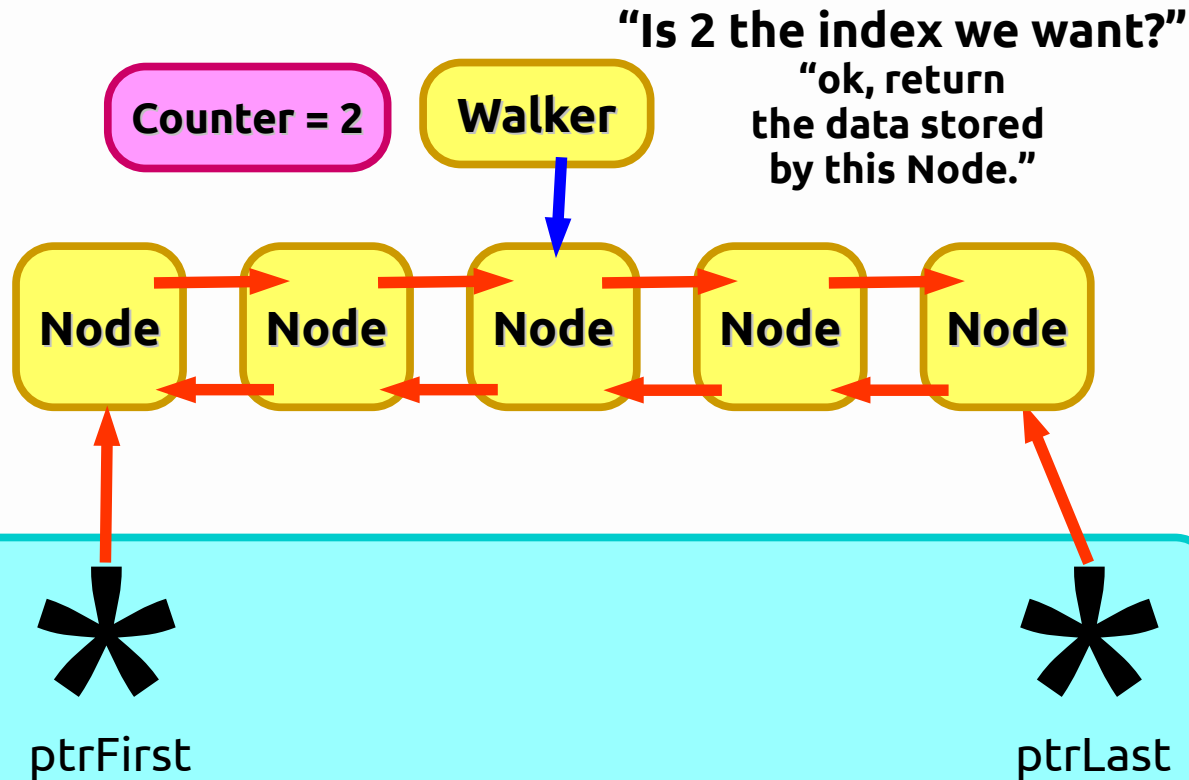 “Is 2 the index we want?”
“ok, return
the data stored
by this Node.”
Counter = 2
Walker
Node
Node
Node
Node
Node
*
*
ptrFirst
ptrLast